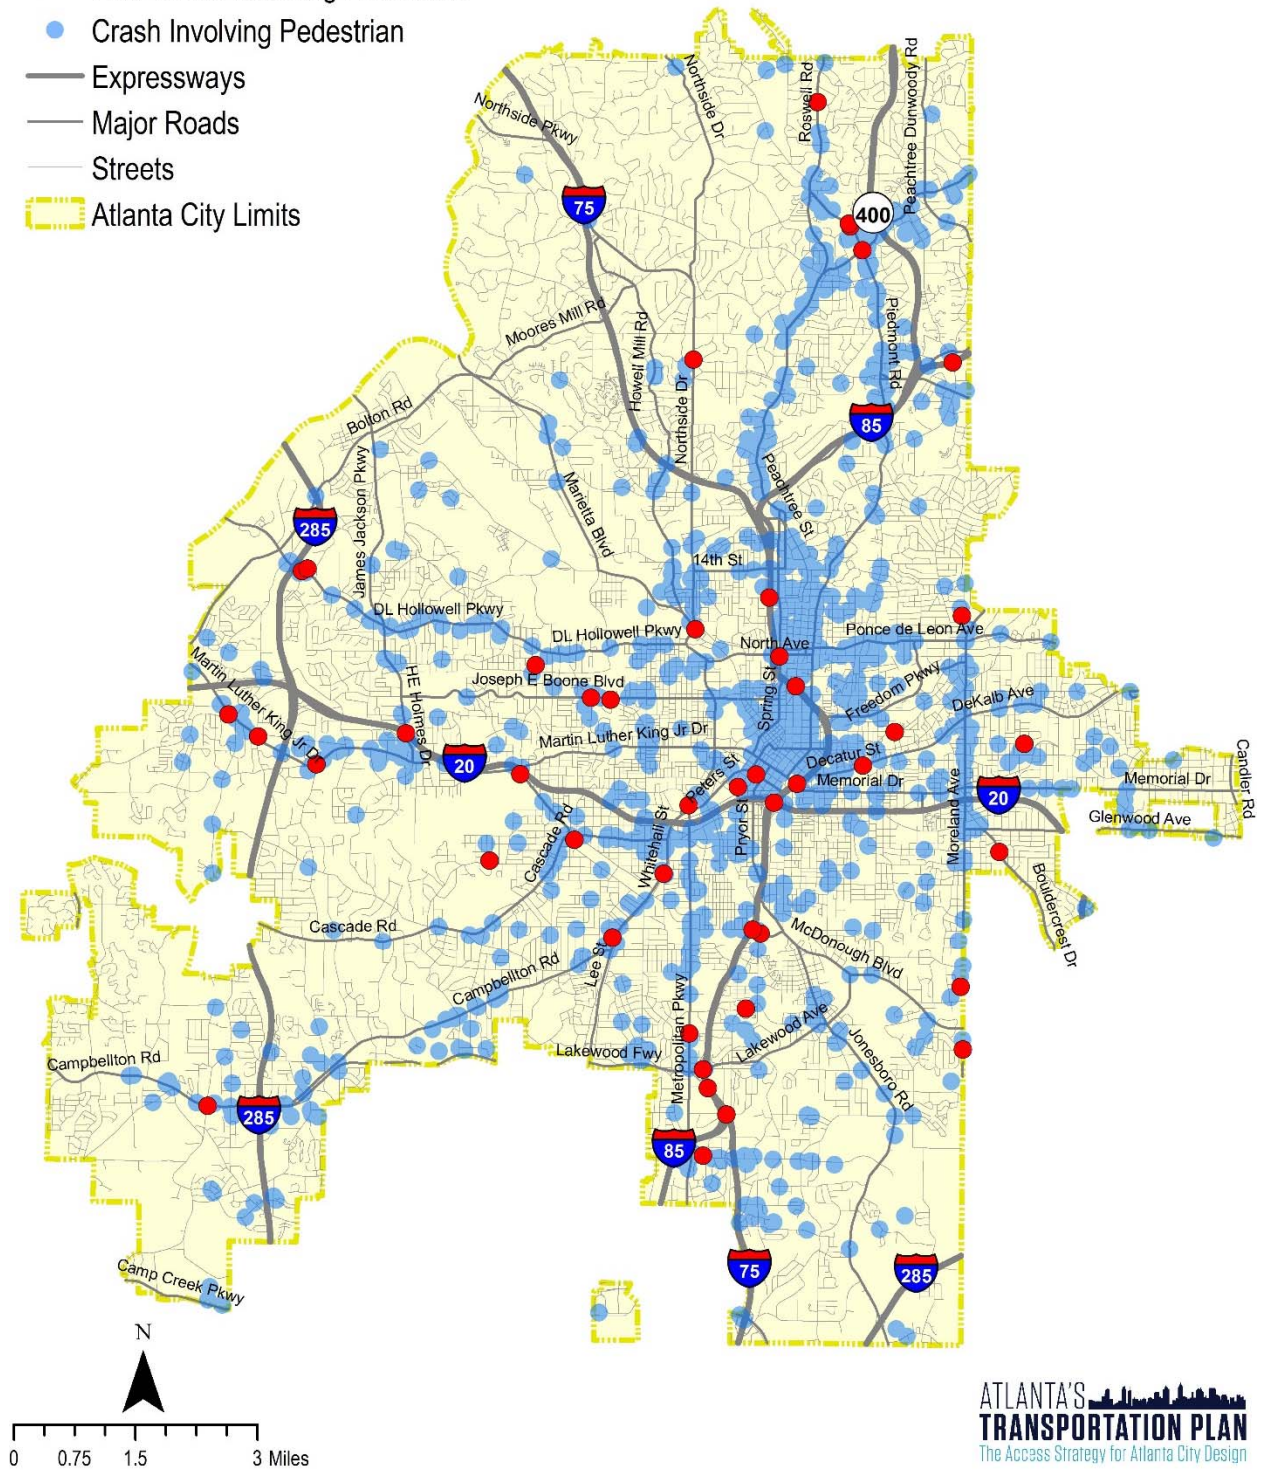 Crash Involving Pedestrian
Expressways
Major Roads
Streets
Atlanta City Limits
Northside Pkwy
Northside Dr
Roswell Rd
Peachtree Dunwoody Rd
75
400
Moores Mill Rd
Howell Mill Rd
Northside Dr
Piedmont Rd
85
Bolton Rd
James Jackson Pkwy
Marietta Blvd
Peachtree St
285
14th St
DL Hollowell Pkwy
DL Hollowell Pkwy
North Ave
Ponce de Leon Ave
Martin Luther King Jr Dr
HE Holmes Dr
Joseph E Boone Blvd
Spring St
Freedom Pkwy
DeKalb Ave
Martin Luther King Jr Dr
20
Peters St
Decatur St
Memorial Dr
Memorial Dr
Candler Rd
20
Glenwood Ave
Moreland Ave
Pryor St
Whitehall St
Cascade Rd
Bouldercrest Dr
Cascade Rd
Campbellton Rd
Lee St
McDonough Blvd
Metropolitan Pkwy
Lakewood Ave
Jonesboro Rd
Lakewood Fwy
Campbellton Rd
285
85
75
285
Camp Creek Pkwy
N
0 0.75 1.5 3 Miles
ATLANTA'S
TRANSPORTATION PLAN
The Access Strategy for Atlanta City Design